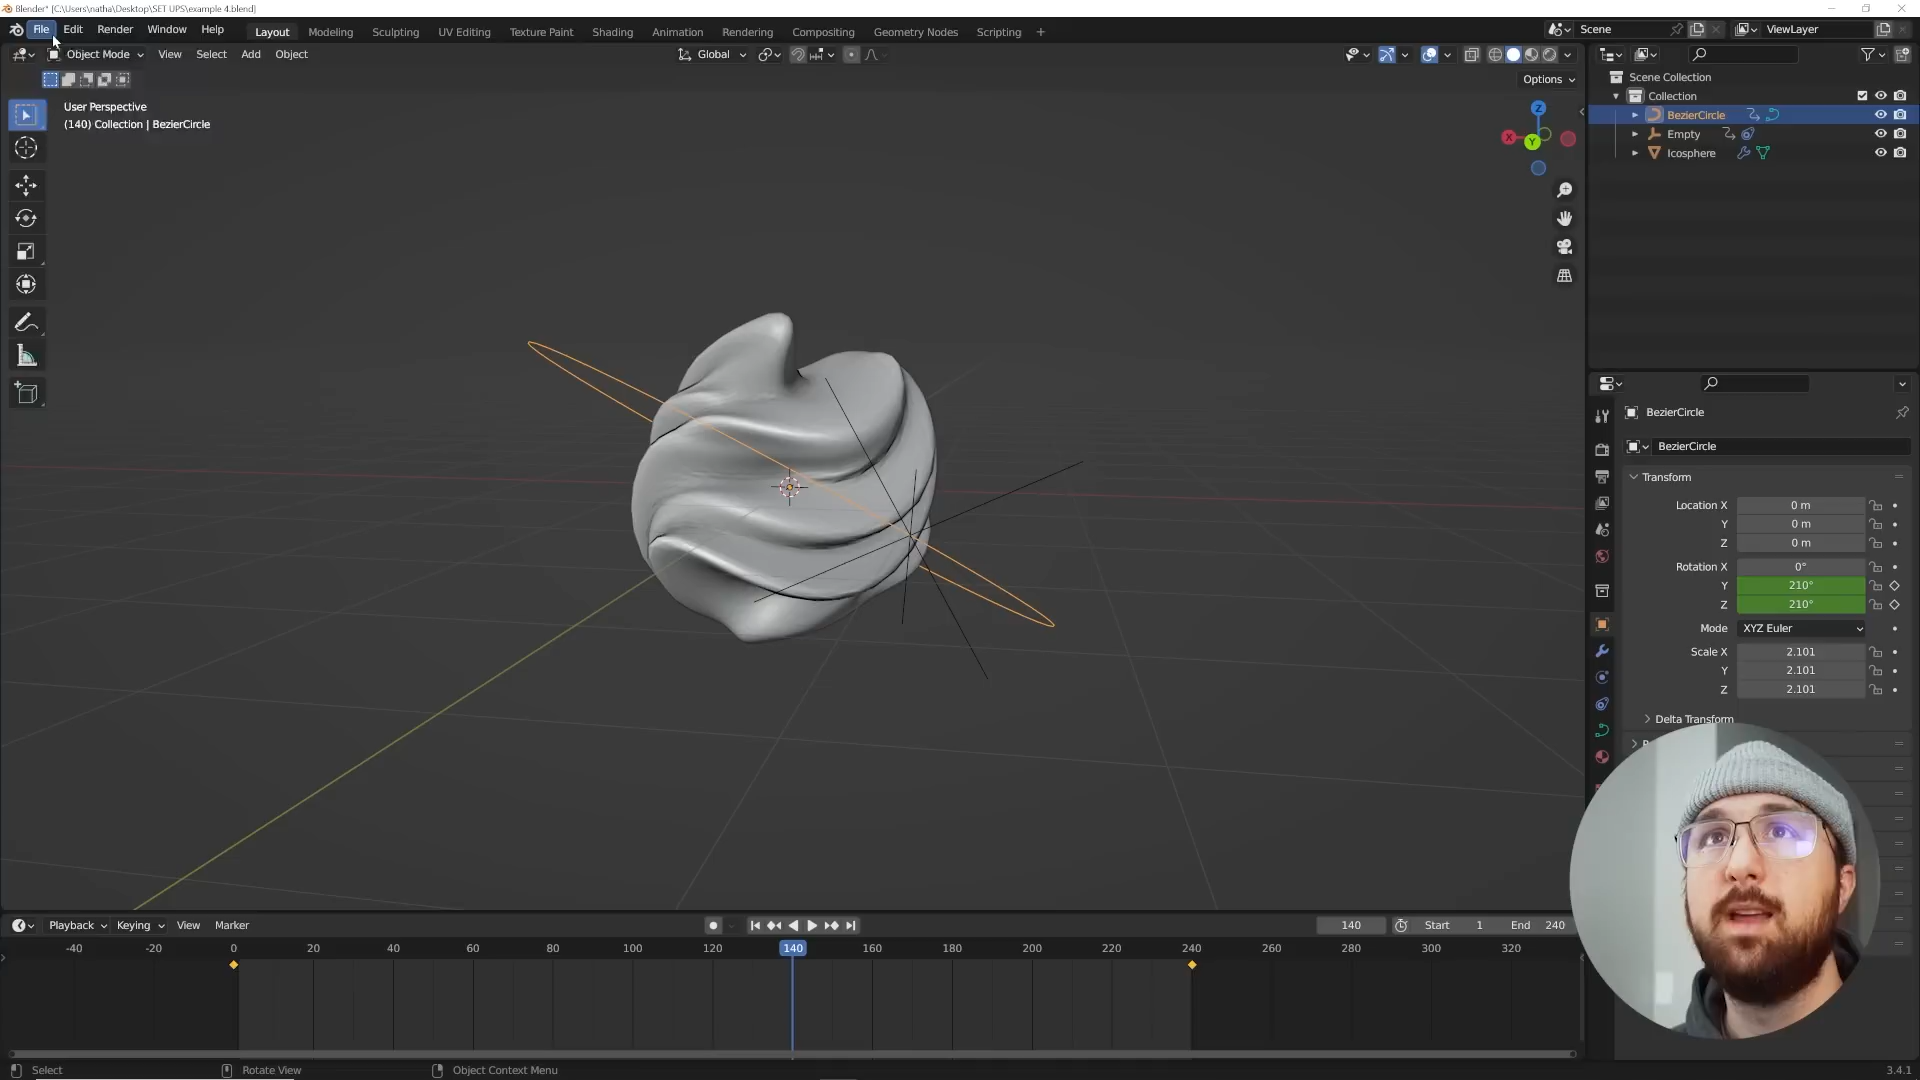 Blender* [C:\Users\natha\Desktop\SET UPS\example 4.blend]
File Edit Render Window Help Layout Modeling Sculpting UV Editing Texture Paint Shading Animation Rendering Compositing Geometry Nodes Scripting + Scene ViewLayer
Object Mode View Select Add Object Global
Options
User Perspective
(140) Collection | BezierCircle
Z
X
Y
Scene Collection
Collection
BezierCircle
Empty
Icosphere
BezierCircle
BezierCircle
Transform
Location X 0 m
Y 0 m
Z 0 m
Rotation X 0°
Y 210°
Z 210°
Mode XYZ Euler
Scale X 2.101
Y 2.101
Z 2.101
Delta Transform
Playback Keying View Marker 140 Start 1 End 240
-40 -20 0 20 40 60 80 100 120 140 160 180 200 220 240 260 280 300 320
Select Rotate View Object Context Menu 3.4.1